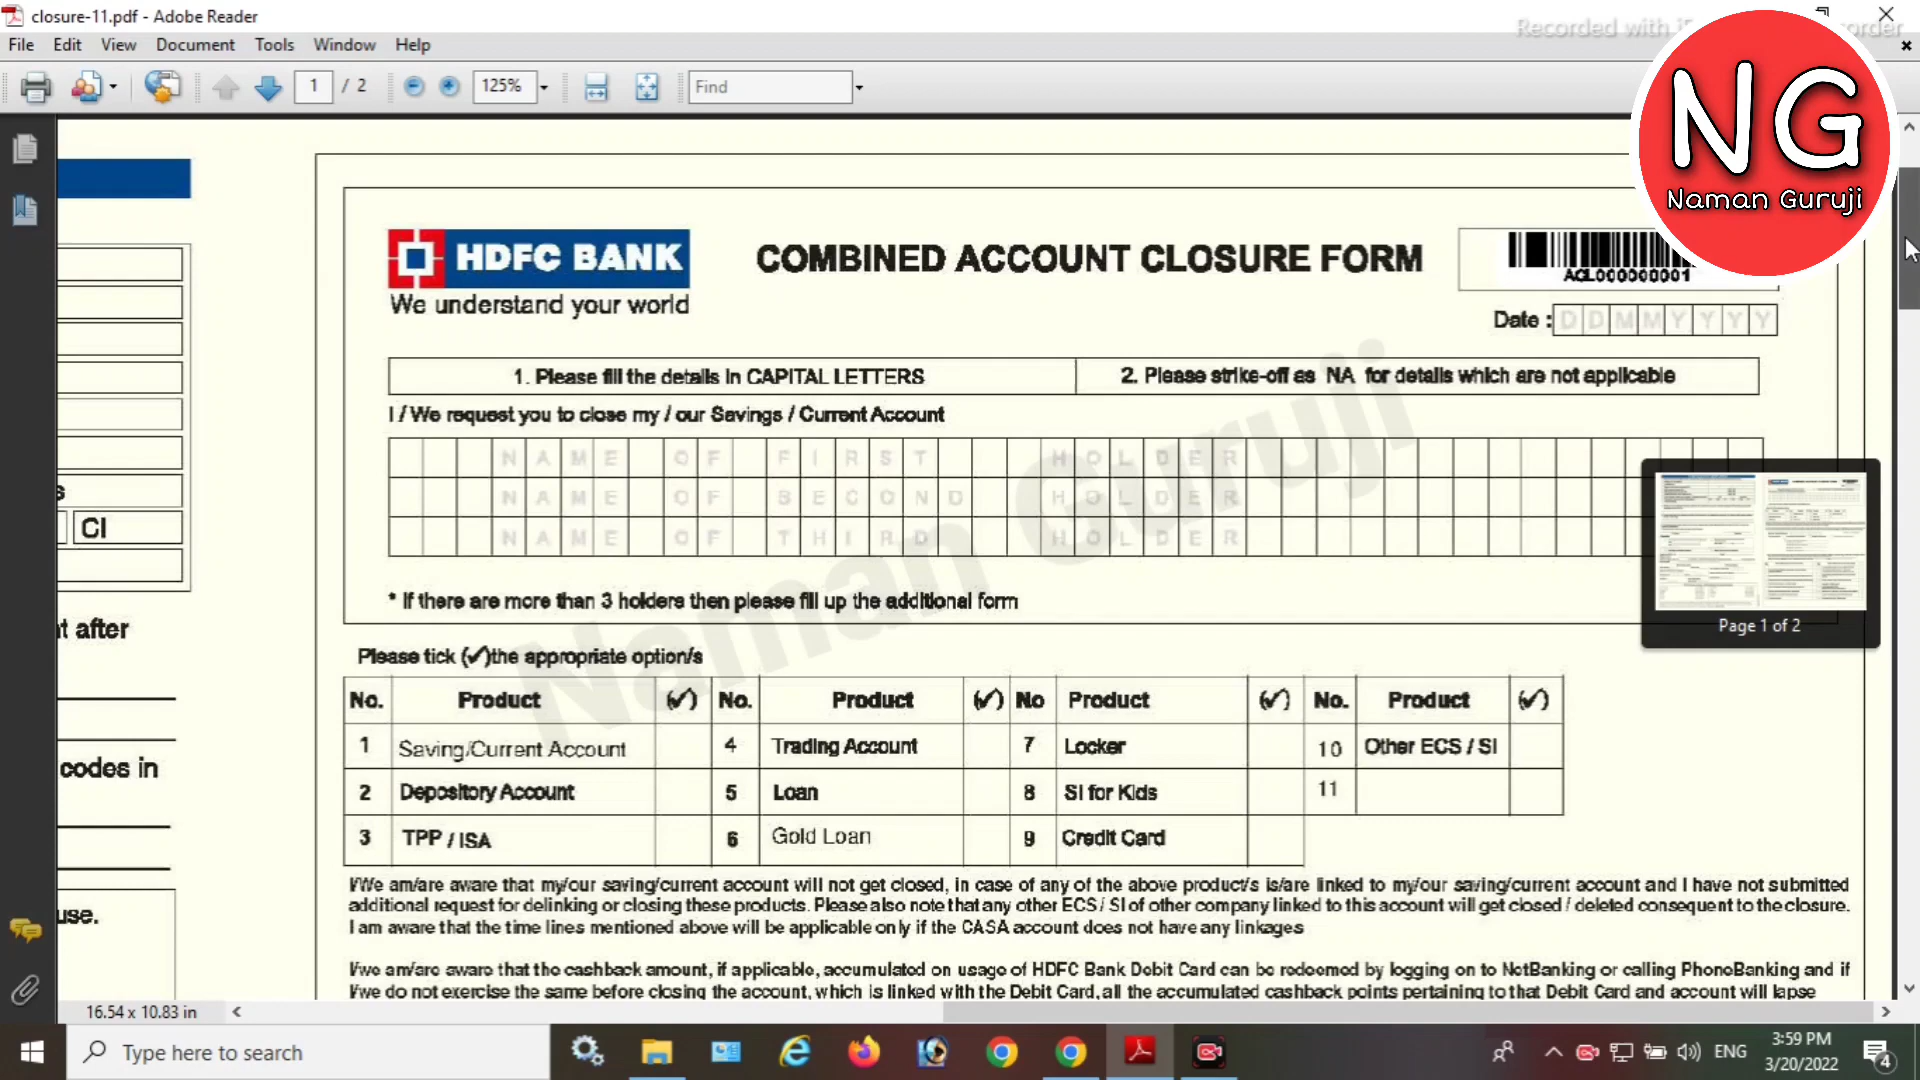 closure-11.pdf - Adobe Reader
Recorded with
File Edit View Document Tools Window Help
1 / 2 125% Find
NG
Naman Guruji
HDFC BANK
We understand your world
COMBINED ACCOUNT CLOSURE FORM
ACL000000001
Date : D D M M Y Y Y Y
1. Please fill the details in CAPITAL LETTERS 2. Please strike-off as NA for details which are not applicable
I / We request you to close my / our Savings / Current Account
NAME OF FIRST HOLDER
NAME OF SECOND HOLDER
NAME OF THIRD HOLDER
* If there are more than 3 holders then please fill up the additional form
Naman Guruji
Page 1 of 2
CI
t after
codes in
use.
Please tick (✓)the appropriate option/s
No. Product (✓) No. Product (✓) No Product (✓) No. Product (✓)
1 Saving/Current Account 4 Trading Account 7 Locker 10 Other ECS / SI
2 Depository Account 5 Loan 8 SI for Kids 11
3 TPP / ISA 6 Gold Loan 9 Credit Card
I/We am/are aware that my/our saving/current account will not get closed, in case of any of the above product/s is/are linked to my/our saving/current account and I have not submitted
additional request for delinking or closing these products. Please also note that any other ECS / SI of other company linked to this account will get closed / deleted consequent to the closure.
I am aware that the time lines mentioned above will be applicable only if the CASA account does not have any linkages
I/we am/are aware that the cashback amount, if applicable, accumulated on usage of HDFC Bank Debit Card can be redeemed by logging on to NetBanking or calling PhoneBanking and if
I/we do not exercise the same before closing the account, which is linked with the Debit Card, all the accumulated cashback points pertaining to that Debit Card and account will lapse
16.54 x 10.83 in
Type here to search
ENG
3:59 PM
3/20/2022
4